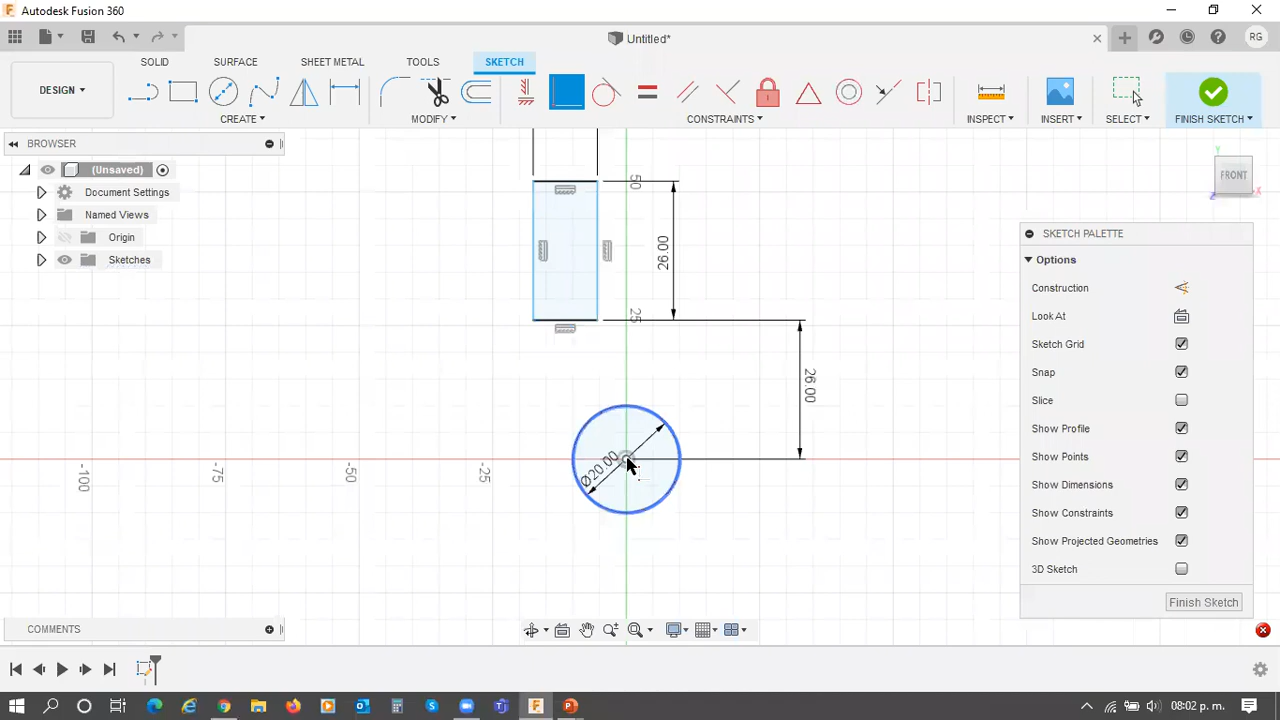 Autodesk Fusion 360
Untitled*
RG
DESIGN
SOLID
SURFACE
SHEET METAL
TOOLS
SKETCH
CREATE
MODIFY
CONSTRAINTS
INSPECT
INSERT
SELECT
FINISH SKETCH
BROWSER
(Unsaved)
Document Settings
Named Views
Origin
Sketches
Y
FRONT
Z
X
SKETCH PALETTE
Options
Construction
Look At
Sketch Grid
Snap
Slice
Show Profile
Show Points
Show Dimensions
Show Constraints
Show Projected Geometries
3D Sketch
Finish Sketch
50
26.00
25
26.00
Ø20.00
-100
-75
-50
-25
COMMENTS
08:02 p. m.